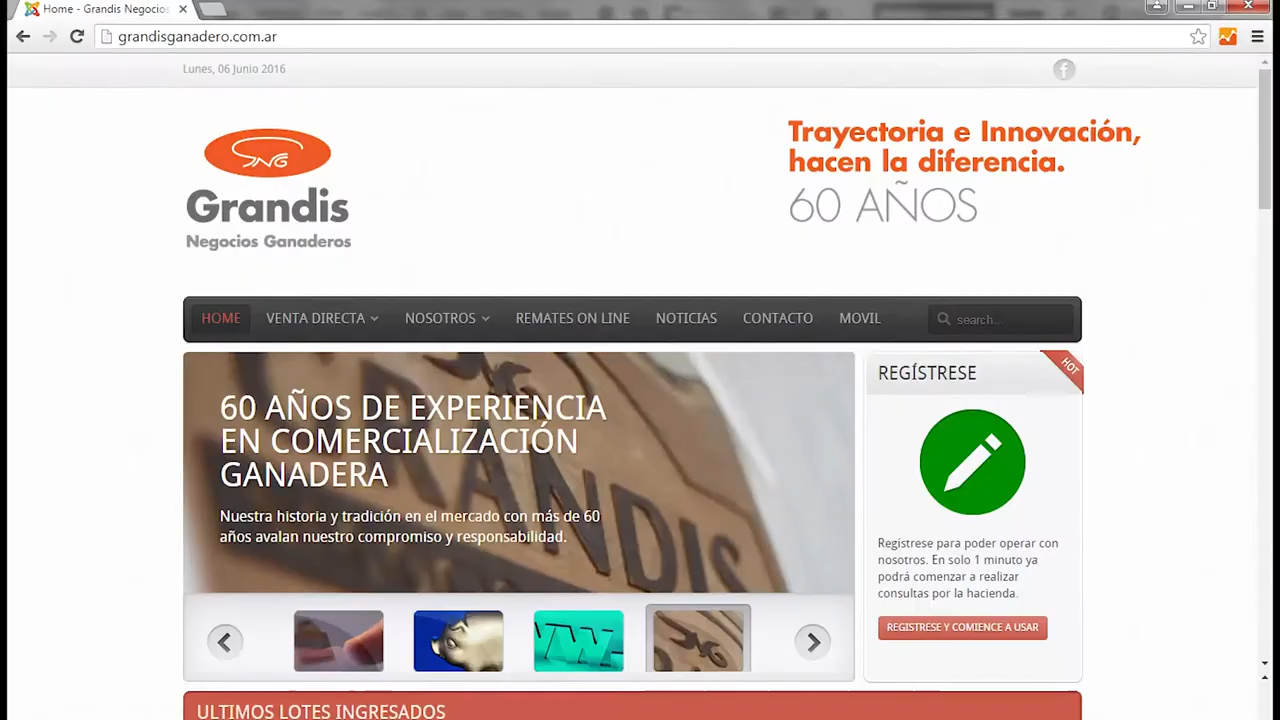 Home - Grandis Negocios
grandisganadero.com.ar
Lunes, 06 Junio 2016
f
GNG
Grandis
Negocios Ganaderos
Trayectoria e Innovación,
hacen la diferencia.
60 AÑOS
HOME VENTA DIRECTA NOSOTROS REMATES ON LINE NOTICIAS CONTACTO MOVIL search...
60 AÑOS DE EXPERIENCIA
EN COMERCIALIZACIÓN
GANADERA
Nuestra historia y tradición en el mercado con más de 60
años avalan nuestro compromiso y responsabilidad.
GRANDIS
WW.
REGÍSTRESE
HOT
Regístrese para poder operar con
nosotros. En solo 1 minuto ya
podrá comenzar a realizar
consultas por la hacienda.
REGISTRESE Y COMIENCE A USAR
ULTIMOS LOTES INGRESADOS